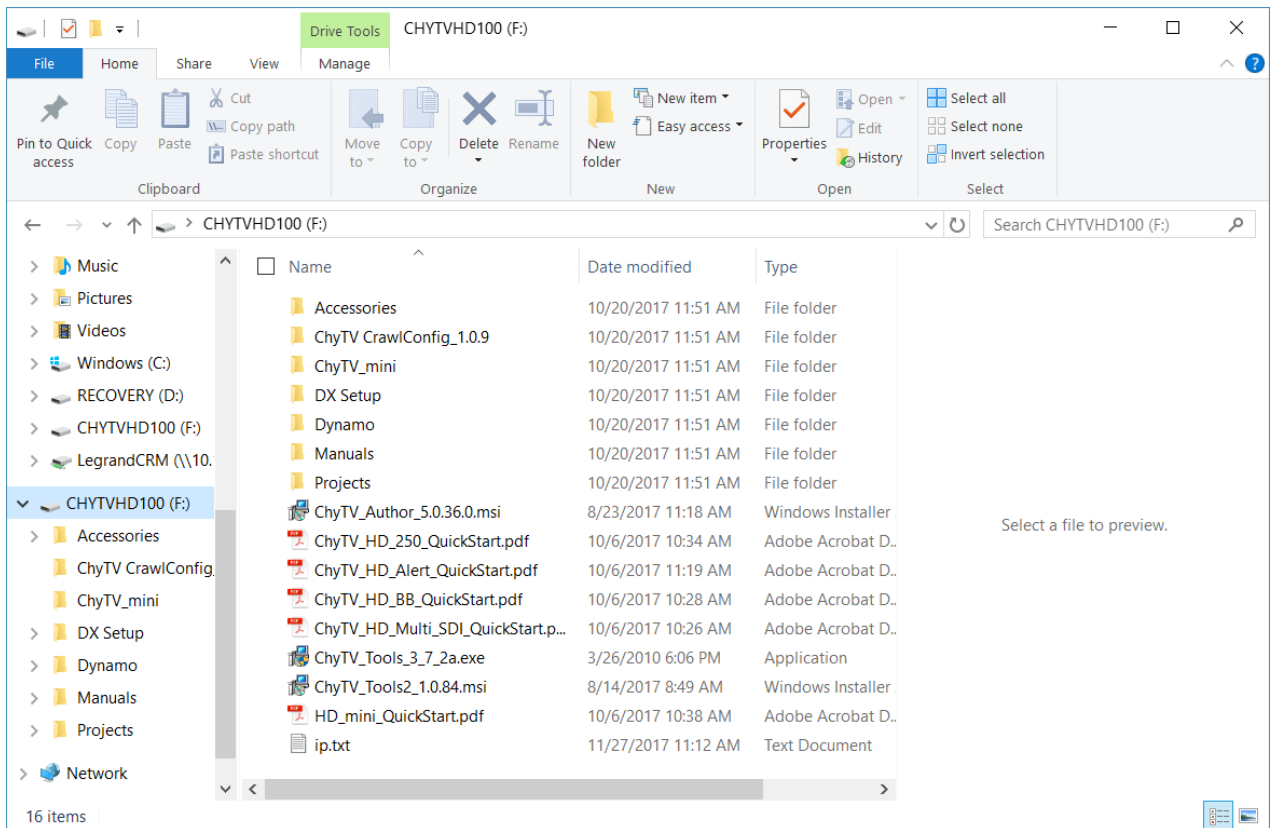 Drive Tools CHYTVHD100 (F:)
File Home Share View Manage
Pin to Quick access
Copy
Paste
Cut
Copy path
Paste shortcut
Clipboard
Move to
Copy to
Delete
Rename
Organize
New folder
New item
Easy access
New
Properties
Open
Edit
History
Open
Select all
Select none
Invert selection
Select
CHYTVHD100 (F:)
Search CHYTVHD100 (F:)
Music
Pictures
Videos
Windows (C:)
RECOVERY (D:)
CHYTVHD100 (F:)
LegrandCRM (\\10.
CHYTVHD100 (F:)
Accessories
ChyTV CrawlConfig_
ChyTV_mini
DX Setup
Dynamo
Manuals
Projects
Network
Name Date modified Type
Accessories 10/20/2017 11:51 AM File folder
ChyTV CrawlConfig_1.0.9 10/20/2017 11:51 AM File folder
ChyTV_mini 10/20/2017 11:51 AM File folder
DX Setup 10/20/2017 11:51 AM File folder
Dynamo 10/20/2017 11:51 AM File folder
Manuals 10/20/2017 11:51 AM File folder
Projects 10/20/2017 11:51 AM File folder
ChyTV_Author_5.0.36.0.msi 8/23/2017 11:18 AM Windows Installer
ChyTV_HD_250_QuickStart.pdf 10/6/2017 10:34 AM Adobe Acrobat D..
ChyTV_HD_Alert_QuickStart.pdf 10/6/2017 11:19 AM Adobe Acrobat D..
ChyTV_HD_BB_QuickStart.pdf 10/6/2017 10:28 AM Adobe Acrobat D..
ChyTV_HD_Multi_SDI_QuickStart.p... 10/6/2017 10:26 AM Adobe Acrobat D..
ChyTV_Tools_3_7_2a.exe 3/26/2010 6:06 PM Application
ChyTV_Tools2_1.0.84.msi 8/14/2017 8:49 AM Windows Installer
HD_mini_QuickStart.pdf 10/6/2017 10:38 AM Adobe Acrobat D..
ip.txt 11/27/2017 11:12 AM Text Document
Select a file to preview.
16 items